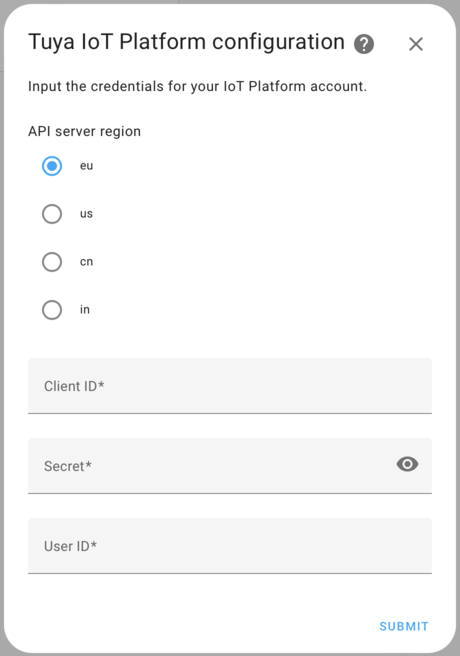 Tuya IoT Platform configuration ?
Input the credentials for your IoT Platform account.
API server region
eu
us
cn
in
Client ID*
Secret*
User ID*
SUBMIT